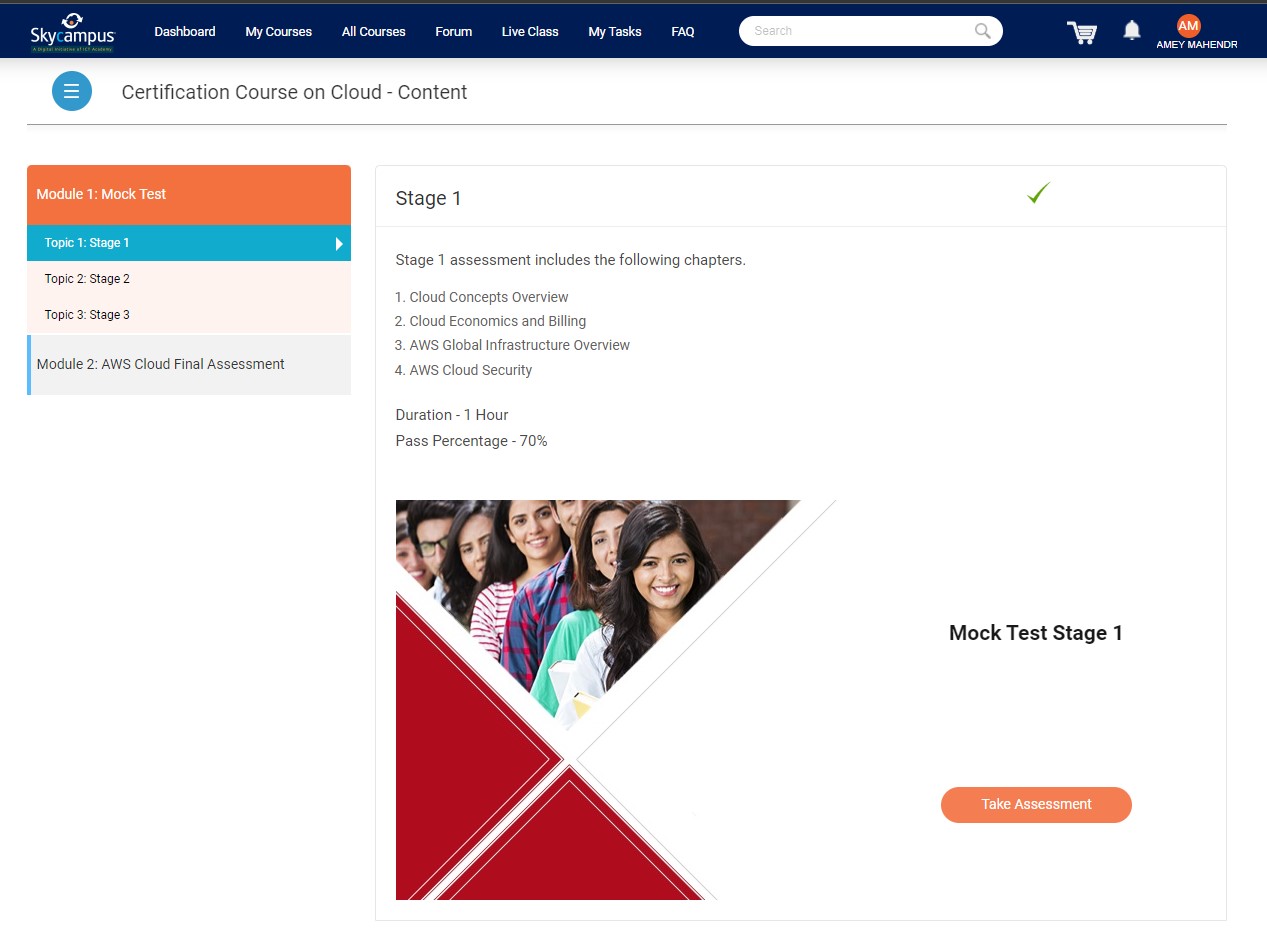 Skycampus
A Digital Initiative of ICT Academy
Dashboard
My Courses
All Courses
Forum
Live Class
My Tasks
FAQ
Search
AM
AMEY MAHENDR
Certification Course on Cloud - Content
Module 1: Mock Test
Topic 1: Stage 1
Topic 2: Stage 2
Topic 3: Stage 3
Module 2: AWS Cloud Final Assessment
Stage 1
Stage 1 assessment includes the following chapters.
1. Cloud Concepts Overview
2. Cloud Economics and Billing
3. AWS Global Infrastructure Overview
4. AWS Cloud Security
Duration - 1 Hour
Pass Percentage - 70%
Mock Test Stage 1
Take Assessment